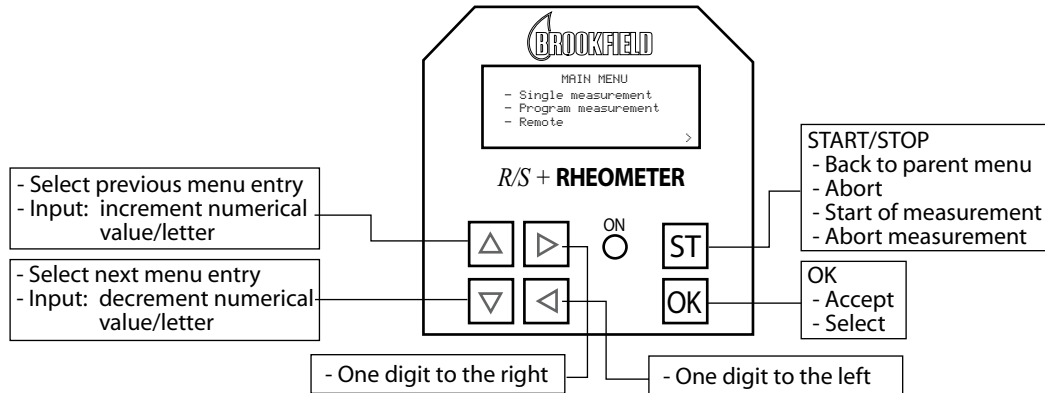 BROOKFIELD
MAIN MENU
- Single measurement
- Program measurement
- Remote
>
R/S + RHEOMETER
ON
ST
OK
- Select previous menu entry
- Input: increment numerical
value/letter
- Select next menu entry
- Input: decrement numerical
value/letter
START/STOP
- Back to parent menu
- Abort
- Start of measurement
- Abort measurement
OK
- Accept
- Select
- One digit to the right
- One digit to the left